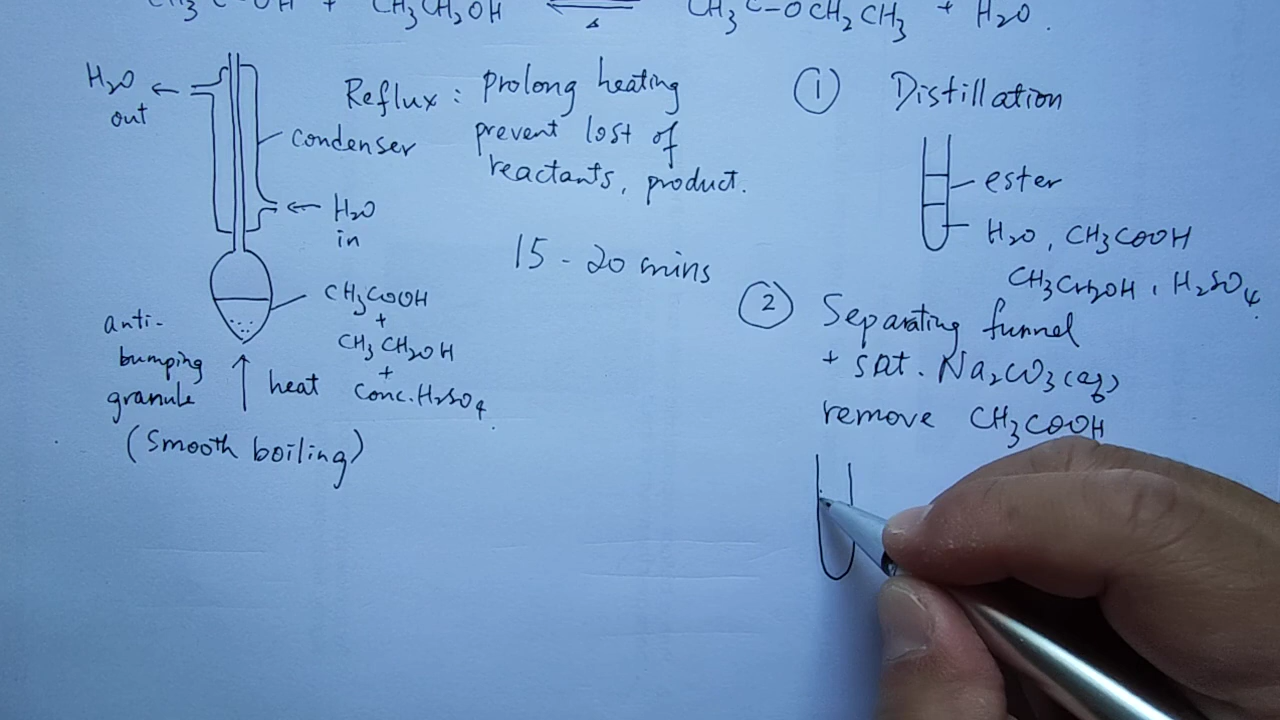 CH3C-OH + CH3CH2OH ⇌ CH3C-OCH2CH3 + H2O.
Δ
H2O
out
condenser
H2O
in
Reflux: prolong heating
prevent lost of
reactants, product.
15 - 20 mins
CH3COOH
+
CH3CH2OH
+
Conc. H2SO4.
anti-
bumping
granule
heat
(Smooth boiling)
① Distillation
ester
H2O, CH3COOH
CH3CH2OH, H2SO4.
② Separating funnel
+ sat. Na2CO3(aq)
remove CH3COOH